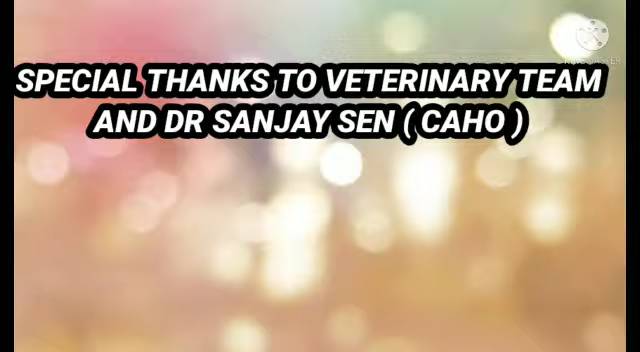 SPECIAL THANKS TO VETERINARY TEAM
AND DR SANJAY SEN ( CAHO )